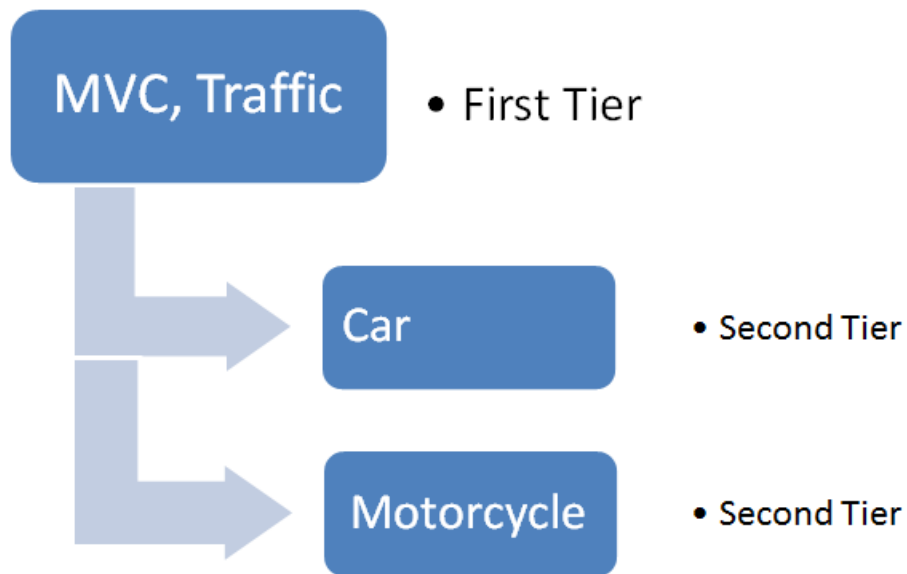 MVC, Traffic
• First Tier
Car
• Second Tier
Motorcycle
• Second Tier